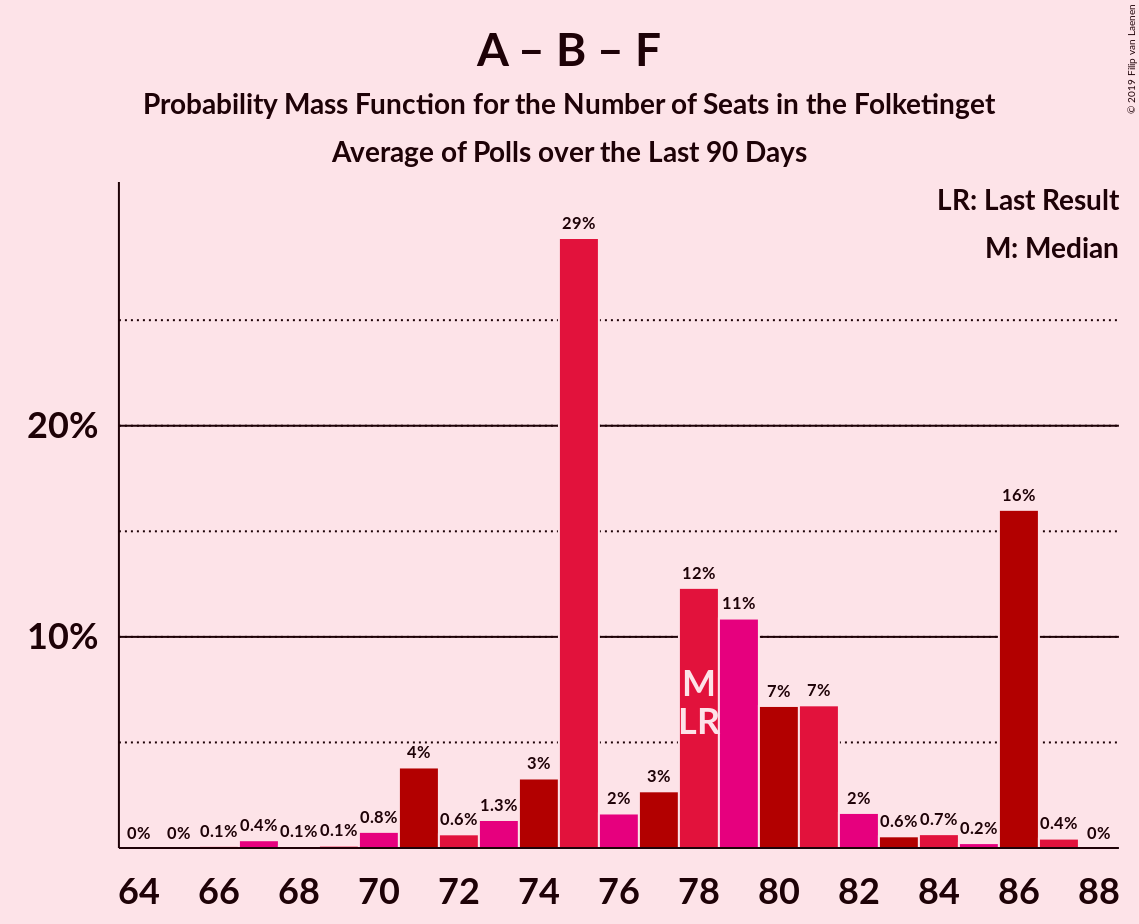 A – B – F
Probability Mass Function for the Number of Seats in the Folketinget
Average of Polls over the Last 90 Days
© 2019 Filip van Laenen
LR: Last Result
M: Median
20%
10%
0% 0% 0.1% 0.4% 0.1% 0.1% 0.8% 4% 0.6% 1.3% 3% 29% 2% 3% 12% 11% 7% 7% 2% 0.6% 0.7% 0.2% 16% 0.4% 0%
M
LR
64 66 68 70 72 74 76 78 80 82 84 86 88